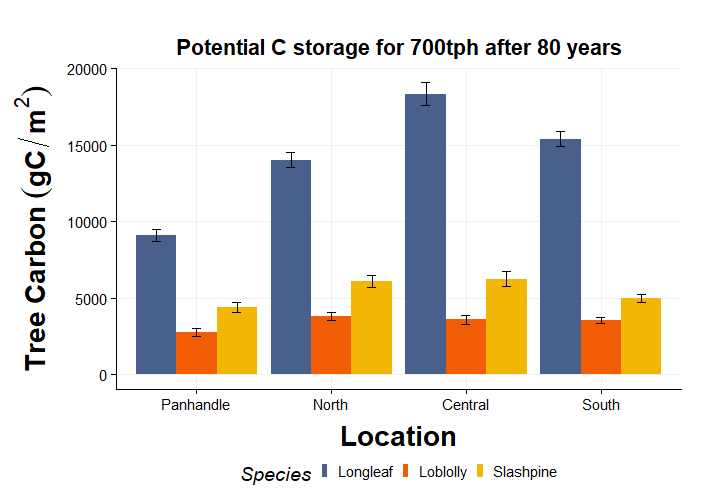 Potential C storage for 700tph after 80 years
Tree Carbon (gC/m²)
20000
15000
10000
5000
0
Panhandle North Central South
Location
Species Longleaf Loblolly Slashpine